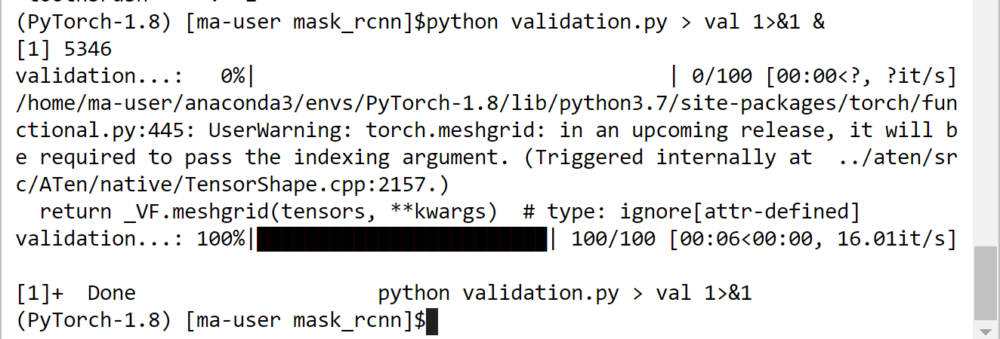 (PyTorch-1.8) [ma-user mask_rcnn]$python validation.py > val 1>&1 &
[1] 5346
validation...:   0%|                                   | 0/100 [00:00<?, ?it/s]
/home/ma-user/anaconda3/envs/PyTorch-1.8/lib/python3.7/site-packages/torch/fun
ctional.py:445: UserWarning: torch.meshgrid: in an upcoming release, it will b
e required to pass the indexing argument. (Triggered internally at  ../aten/sr
c/ATen/native/TensorShape.cpp:2157.)
  return _VF.meshgrid(tensors, **kwargs)  # type: ignore[attr-defined]
validation...: 100%|████████████████████████| 100/100 [00:06<00:00, 16.01it/s]
[1]+  Done                    python validation.py > val 1>&1
(PyTorch-1.8) [ma-user mask_rcnn]$